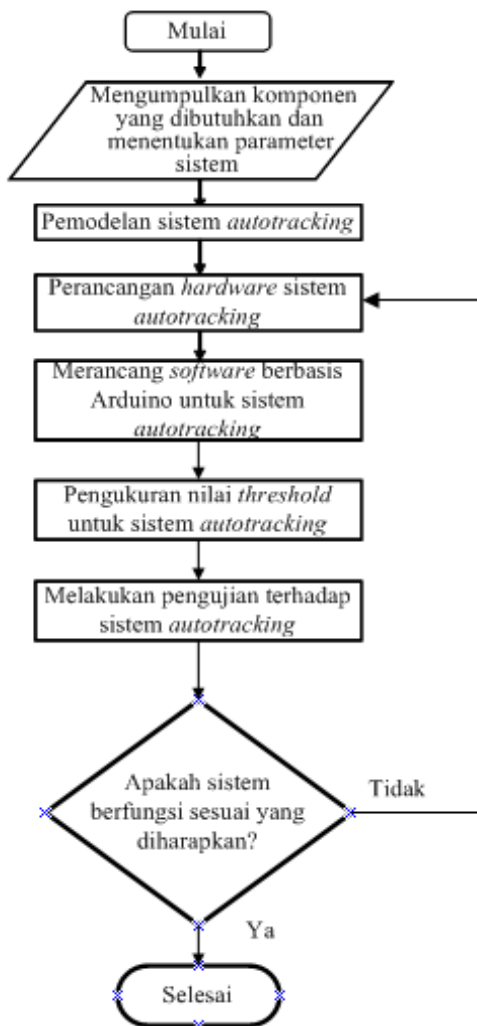 Mulai
Mengumpulkan komponen
yang dibutuhkan dan
menentukan parameter
sistem
Pemodelan sistem autotracking
Perancangan hardware sistem
autotracking
Merancang software berbasis
Arduino untuk sistem
autotracking
Pengukuran nilai threshold
untuk sistem autotracking
Melakukan pengujian terhadap
sistem autotracking
Apakah sistem
berfungsi sesuai yang
diharapkan?
Tidak
Ya
Selesai